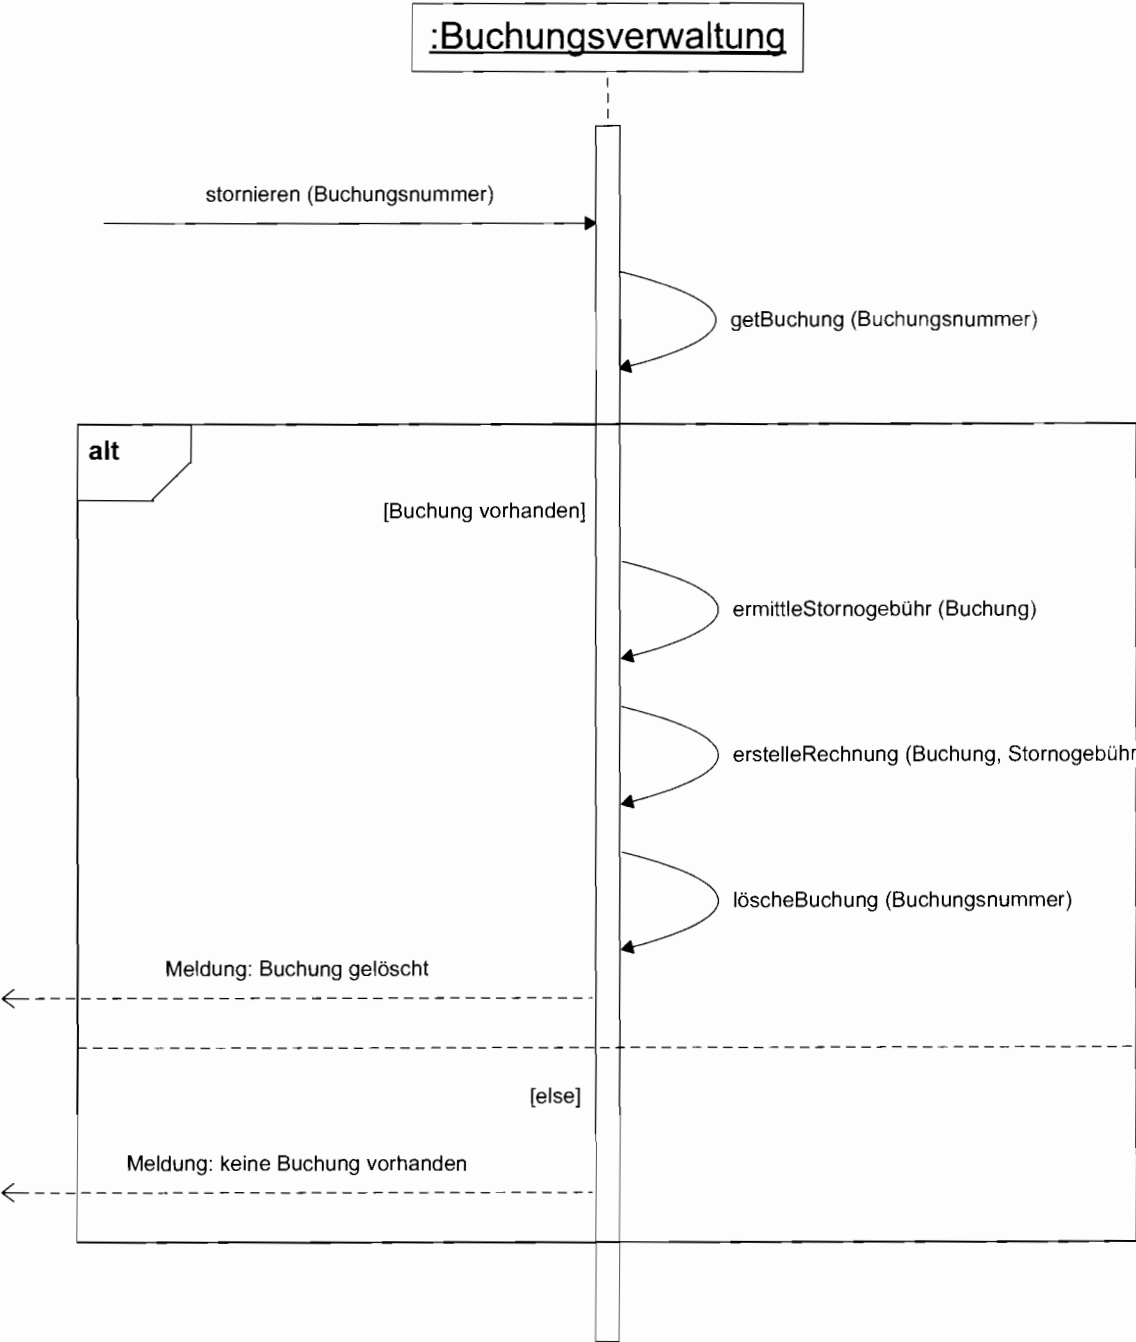 :Buchungsverwaltung
stornieren (Buchungsnummer)
getBuchung (Buchungsnummer)
alt
[Buchung vorhanden]
ermittleStornogebühr (Buchung)
erstelleRechnung (Buchung, Stornogebühr
löscheBuchung (Buchungsnummer)
Meldung: Buchung gelöscht
[else]
Meldung: keine Buchung vorhanden